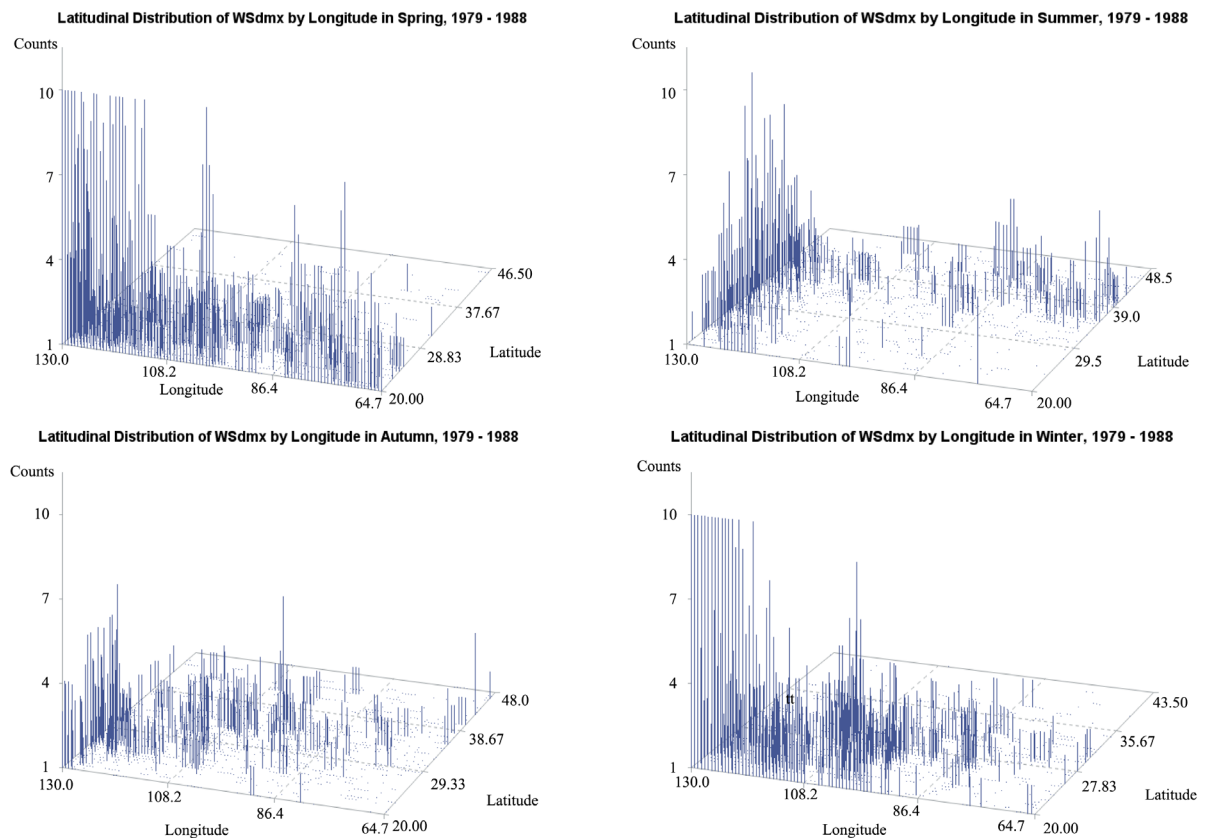 Latitudinal Distribution of WSdmx by Longitude in Spring, 1979 - 1988
Counts
10
7
4
1
130.0
108.2
86.4
64.7
Longitude
20.00
28.83
37.67
46.50
Latitude
Latitudinal Distribution of WSdmx by Longitude in Summer, 1979 - 1988
Counts
10
7
4
1
130.0
108.2
86.4
64.7
Longitude
20.00
29.5
39.0
48.5
Latitude
Latitudinal Distribution of WSdmx by Longitude in Autumn, 1979 - 1988
Counts
10
7
4
1
130.0
108.2
86.4
64.7
Longitude
20.00
29.33
38.67
48.0
Latitude
Latitudinal Distribution of WSdmx by Longitude in Winter, 1979 - 1988
Counts
10
7
4
1
tt
130.0
108.2
86.4
64.7
Longitude
20.00
27.83
35.67
43.50
Latitude